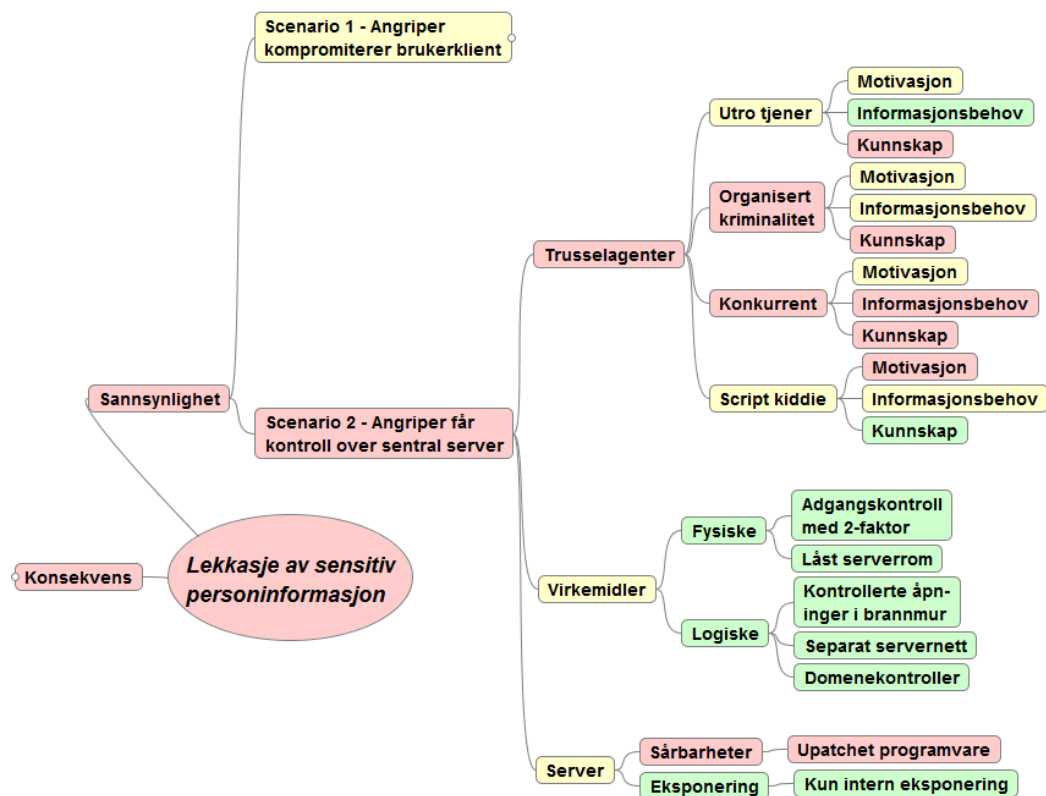 Scenario 1 - Angriper
kompromiterer brukerklient
Motivasjon
Utro tjener
Informasjonsbehov
Kunnskap
Motivasjon
Organisert
kriminalitet
Informasjonsbehov
Kunnskap
Trusselagenter
Motivasjon
Konkurrent
Informasjonsbehov
Kunnskap
Motivasjon
Script kiddie
Informasjonsbehov
Kunnskap
Sannsynlighet
Scenario 2 - Angriper får
kontroll over sentral server
Adgangskontroll
med 2-faktor
Fysiske
Låst serverrom
Konsekvens
Lekkasje av sensitiv
personinformasjon
Virkemidler
Kontrollerte åpn-
inger i brannmur
Logiske
Separat servernett
Domenekontroller
Server
Sårbarheter
Upatchet programvare
Eksponering
Kun intern eksponering